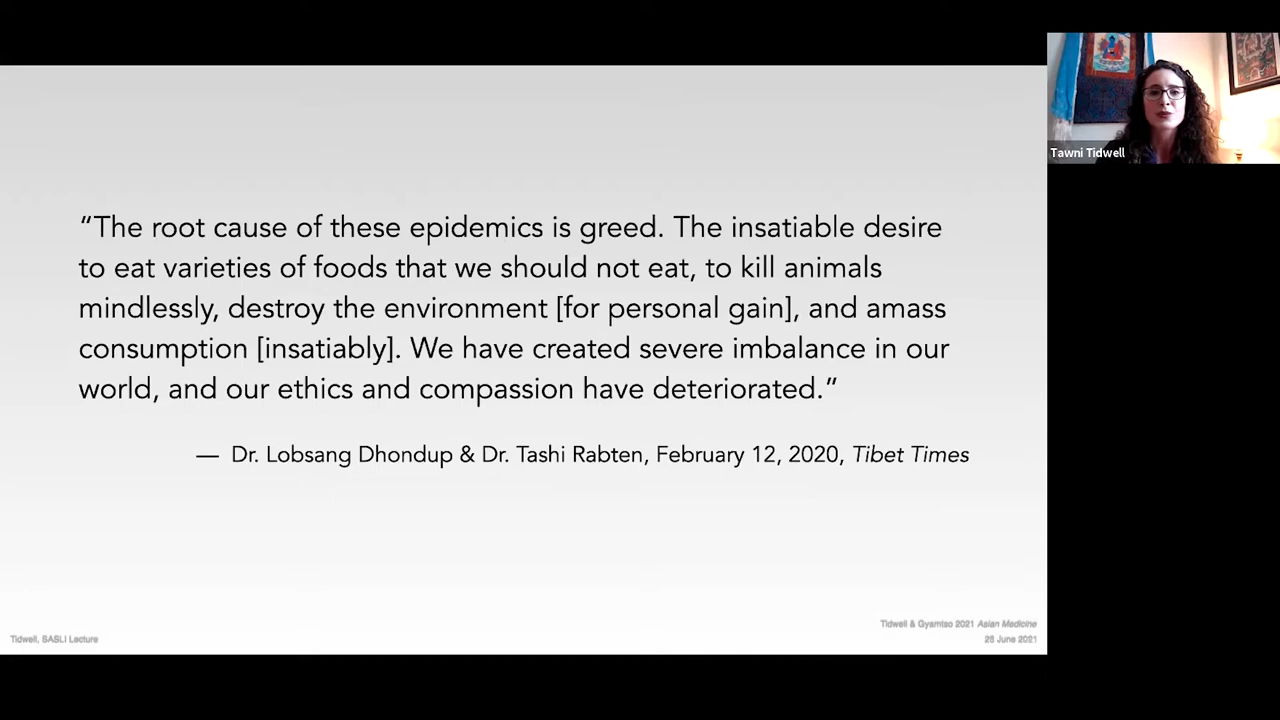 “The root cause of these epidemics is greed. The insatiable desire
to eat varieties of foods that we should not eat, to kill animals
mindlessly, destroy the environment [for personal gain], and amass
consumption [insatiably]. We have created severe imbalance in our
world, and our ethics and compassion have deteriorated.”
— Dr. Lobsang Dhondup & Dr. Tashi Rabten, February 12, 2020, Tibet Times
Tidwell, SASLI Lecture
Tidwell & Gyamtso 2021 Asian Medicine
25 June 2021
Tawni Tidwell